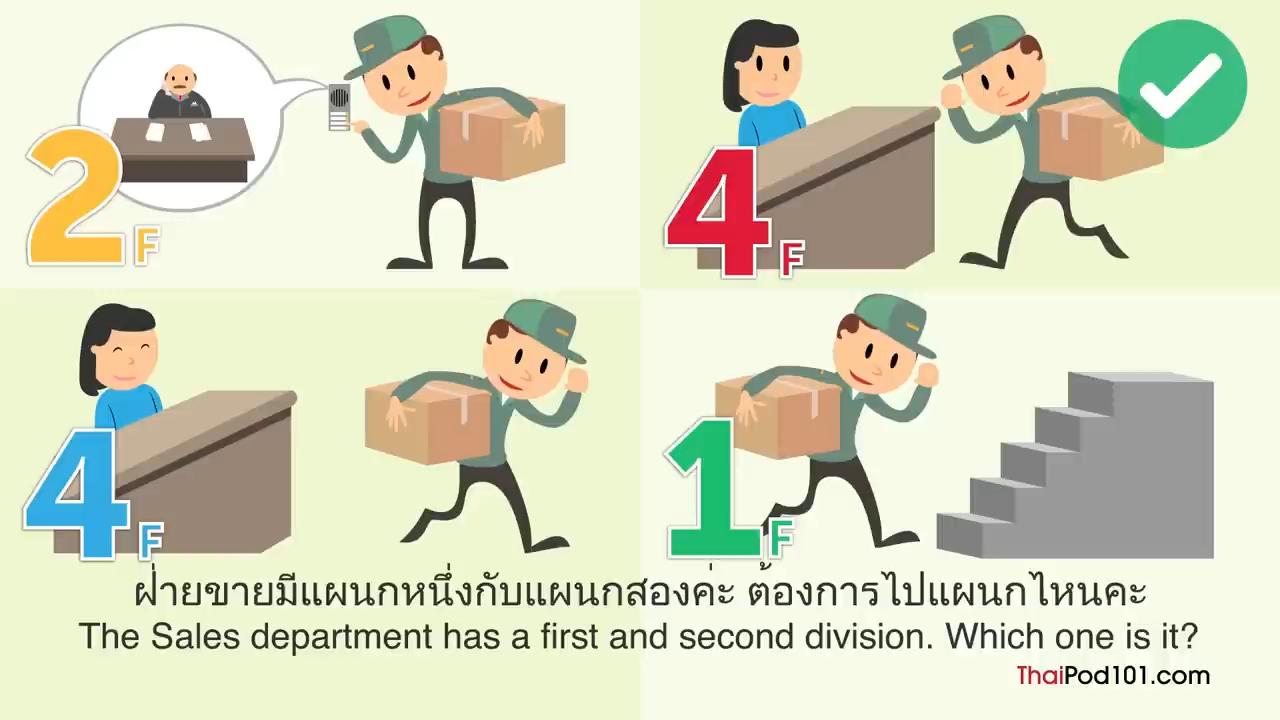 2F
4F
4F
1F
ฝ่ายขายมีแผนกหนึ่งกับแผนกสองค่ะ ต้องการไปแผนกไหนคะ
The Sales department has a first and second division. Which one is it?
ThaiPod101.com